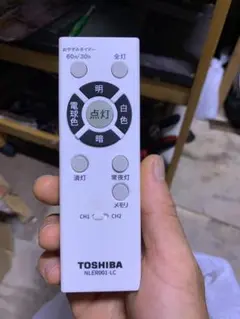 おやすみタイマー 全灯
60分/30分
明
電球色 点灯 白色
暗
消灯 常夜灯
メモリ
CH1 CH2
TOSHIBA
NLER001-LC